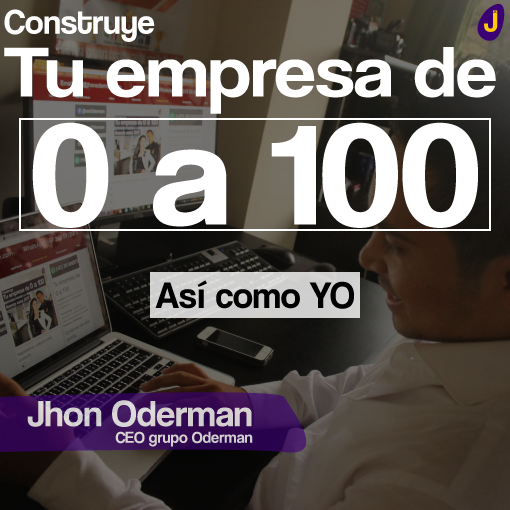 Construye
J
Tu empresa de
0 a 100
Así como YO
Jhon Oderman
CEO grupo Oderman